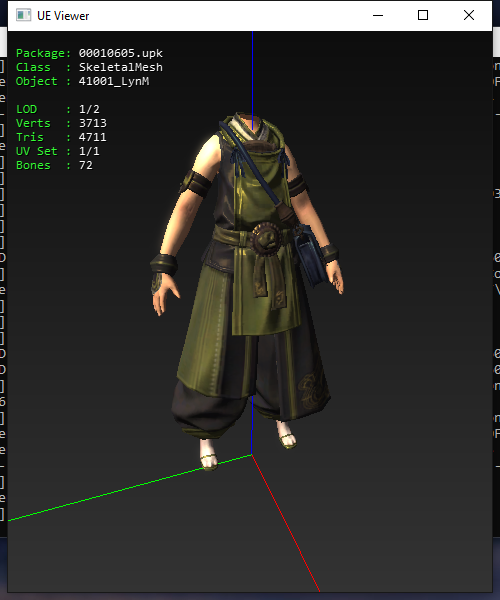 UE Viewer
Package: 00010605.upk
Class  : SkeletalMesh
Object : 41001_LynM
LOD    : 1/2
Verts  : 3713
Tris   : 4711
UV Set : 1/1
Bones  : 72